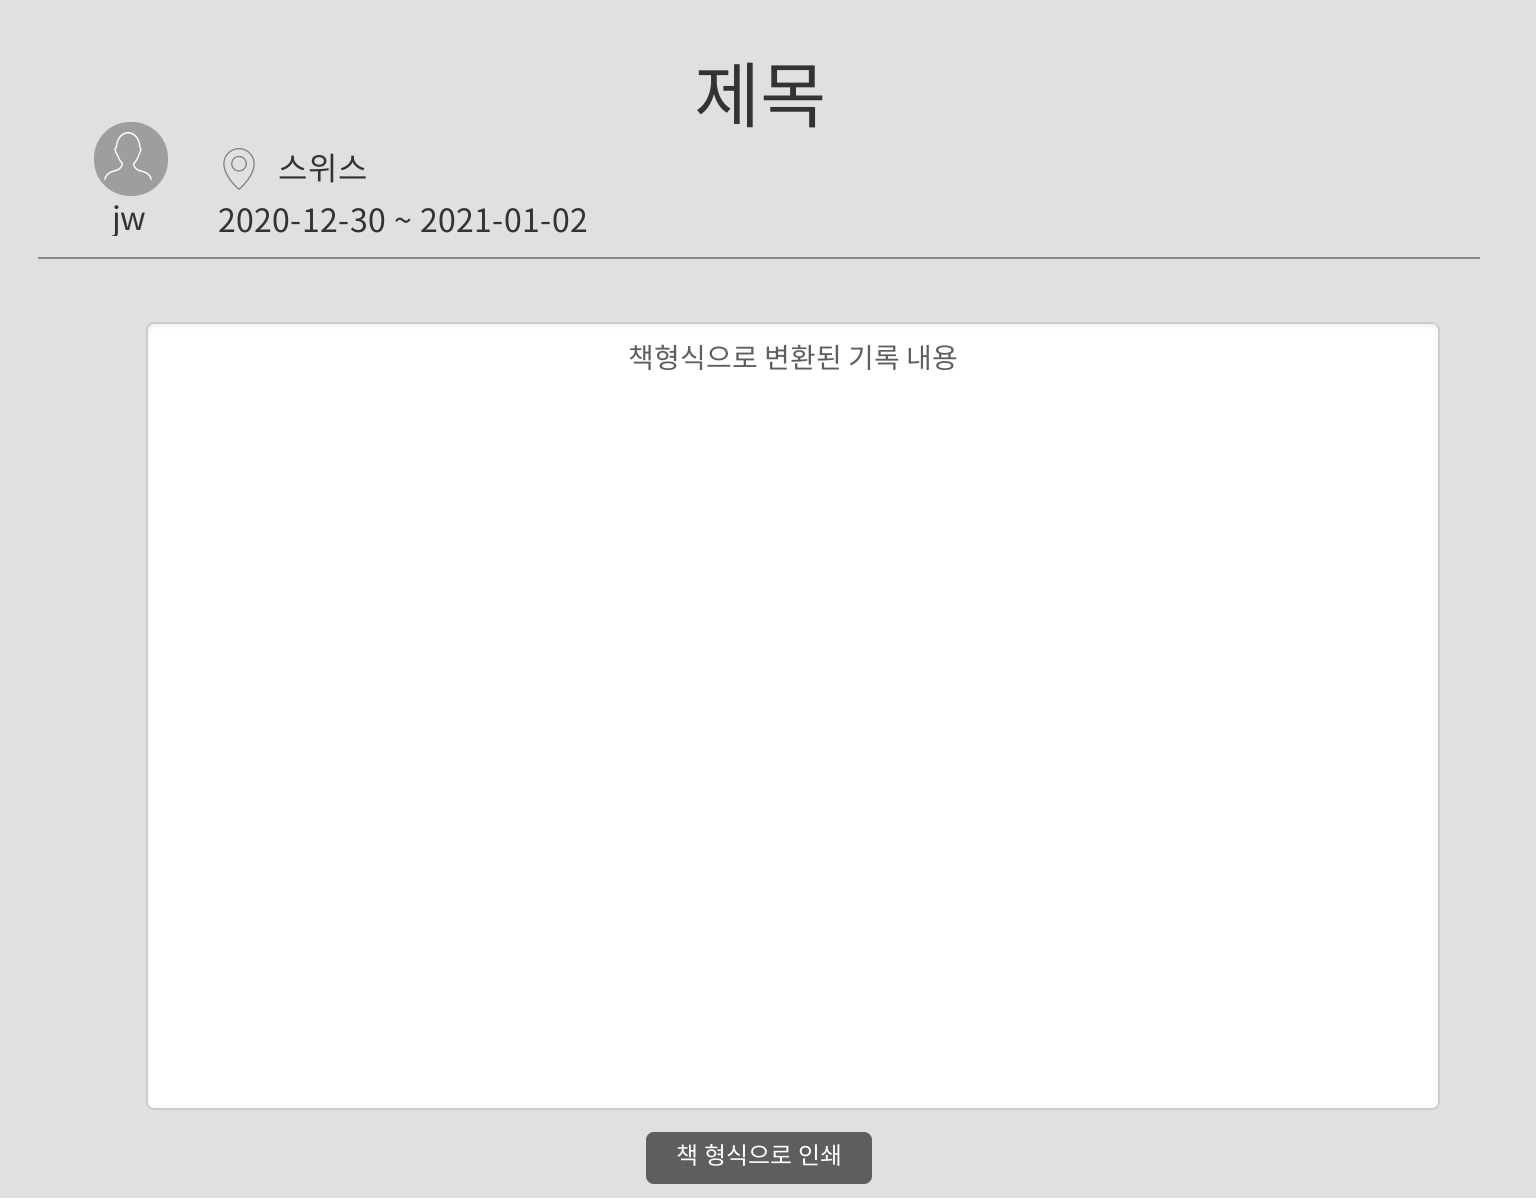 제목
스위스
jw
2020-12-30 ~ 2021-01-02
책형식으로 변환된 기록 내용
책 형식으로 인쇄